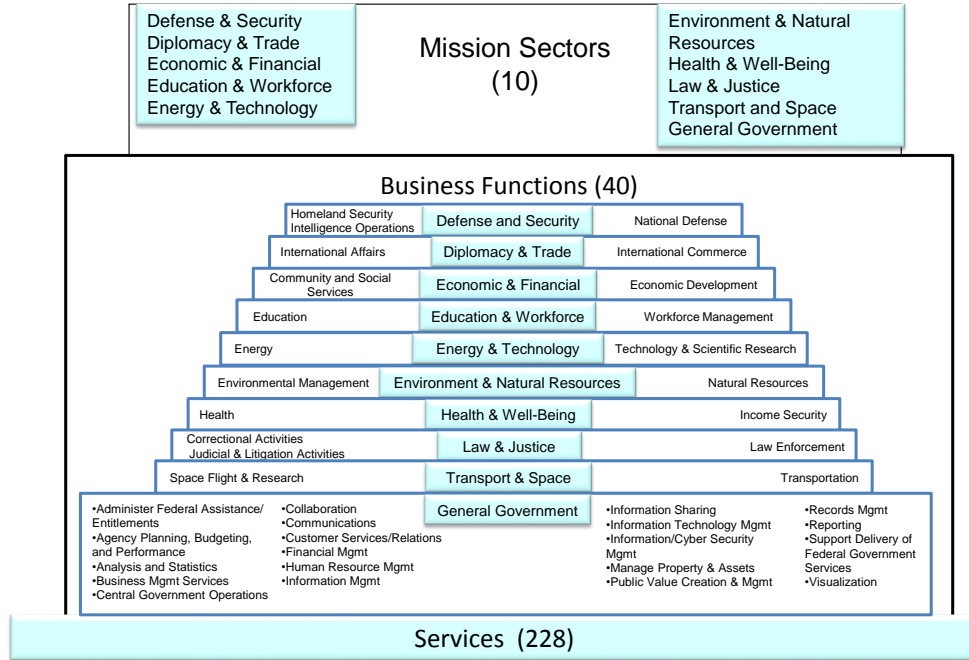 Defense & Security
Diplomacy & Trade
Economic & Financial
Education & Workforce
Energy & Technology
Mission Sectors
(10)
Environment & Natural
Resources
Health & Well-Being
Law & Justice
Transport and Space
General Government
Business Functions (40)
Homeland Security
Intelligence Operations
Defense and Security
National Defense
International Affairs
Diplomacy & Trade
International Commerce
Community and Social
Services
Economic & Financial
Economic Development
Education
Education & Workforce
Workforce Management
Energy
Energy & Technology
Technology & Scientific Research
Environmental Management
Environment & Natural Resources
Natural Resources
Health
Health & Well-Being
Income Security
Correctional Activities
Judicial & Litigation Activities
Law & Justice
Law Enforcement
Space Flight & Research
Transport & Space
Transportation
General Government
•Administer Federal Assistance/
Entitlements
•Agency Planning, Budgeting,
and Performance
•Analysis and Statistics
•Business Mgmt Services
•Central Government Operations
•Collaboration
•Communications
•Customer Services/Relations
•Financial Mgmt
•Human Resource Mgmt
•Information Mgmt
•Information Sharing
•Information Technology Mgmt
•Information/Cyber Security
Mgmt
•Manage Property & Assets
•Public Value Creation & Mgmt
•Records Mgmt
•Reporting
•Support Delivery of
Federal Government
Services
•Visualization
Services (228)